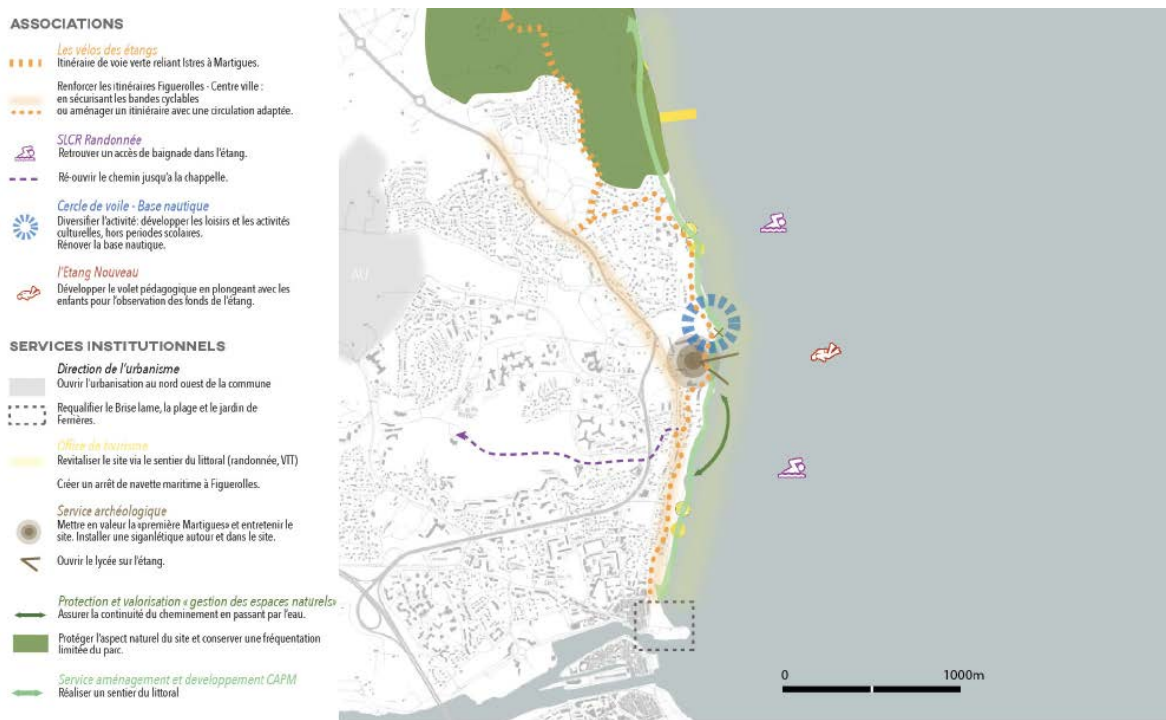 ASSOCIATIONS
Les vélos des étangs
Itinéraire de voie verte reliant Istres à Martigues.
Renforcer les itinéraires Figuerolles - Centre ville :
en sécurisant les bandes cyclables
ou aménager un itiniéraire avec une circulation adaptée.
SLCR Randonnée
Retrouver un accès de baignade dans l'étang.
Ré-ouvrir le chemin jusqu'a la chappelle.
Cercle de voile - Base nautique
Diversifier l'activité: développer les loisirs et les activités
culturelles, hors periodes scolaires.
Rénover la base nautique.
l'Etang Nouveau
Développer le volet pédagogique en plongeant avec les
enfants pour l'observation des fonds de l'étang.
SERVICES INSTITUTIONNELS
Direction de l'urbanisme
Ouvrir l'urbanisation au nord ouest de la commune
Requalifier le Brise lame, la plage et le jardin de
Ferrières.
Office de tourisme
Revitaliser le site via le sentier du littoral (randonnée, VTT)
Créer un arrêt de navette maritime à Figuerolles.
Service archéologique
Mettre en valeur la «première Martigues» et entretenir le
site. Installer une siganlétique autour et dans le site.
Ouvrir le lycée sur l'étang.
Protection et valorisation « gestion des espaces naturels»
Assurer la continuité du cheminement en passant par l'eau.
Protéger l'aspect naturel du site et conserver une fréquentation
limitée du parc.
Service aménagement et developpement CAPM
Réaliser un sentier du littoral
0 1000m